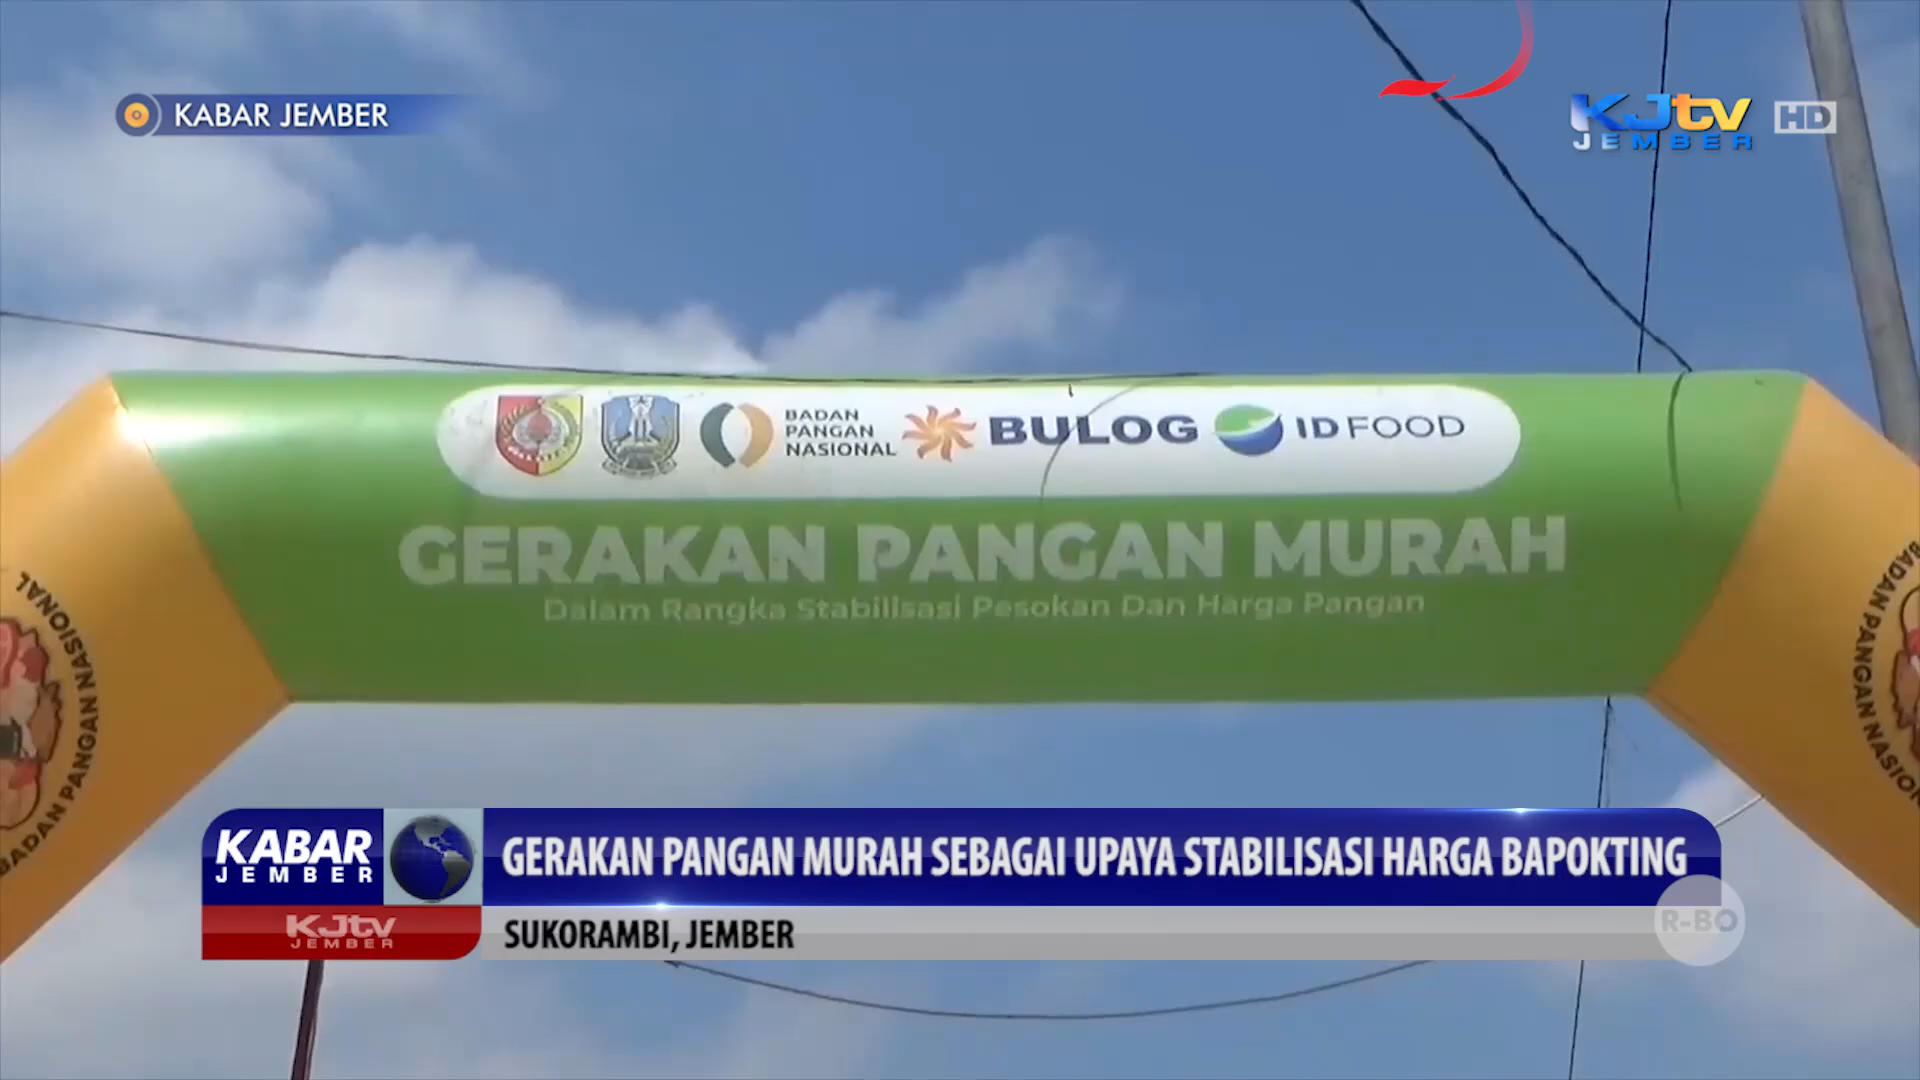 KABAR JEMBER
KJtv
JEMBER
HD
BADAN
PANGAN
NASIONAL
BULOG
ID FOOD
GERAKAN PANGAN MURAH
Dalam Rangka Stabilisasi Pesokan Dan Harga Pangan
BADAN PANGAN NASIONAL
BADAN PANGAN NASION
KABAR
JEMBER
GERAKAN PANGAN MURAH SEBAGAI UPAYA STABILISASI HARGA BAPOKTING
KJtv
JEMBER
SUKORAMBI, JEMBER
R-BO